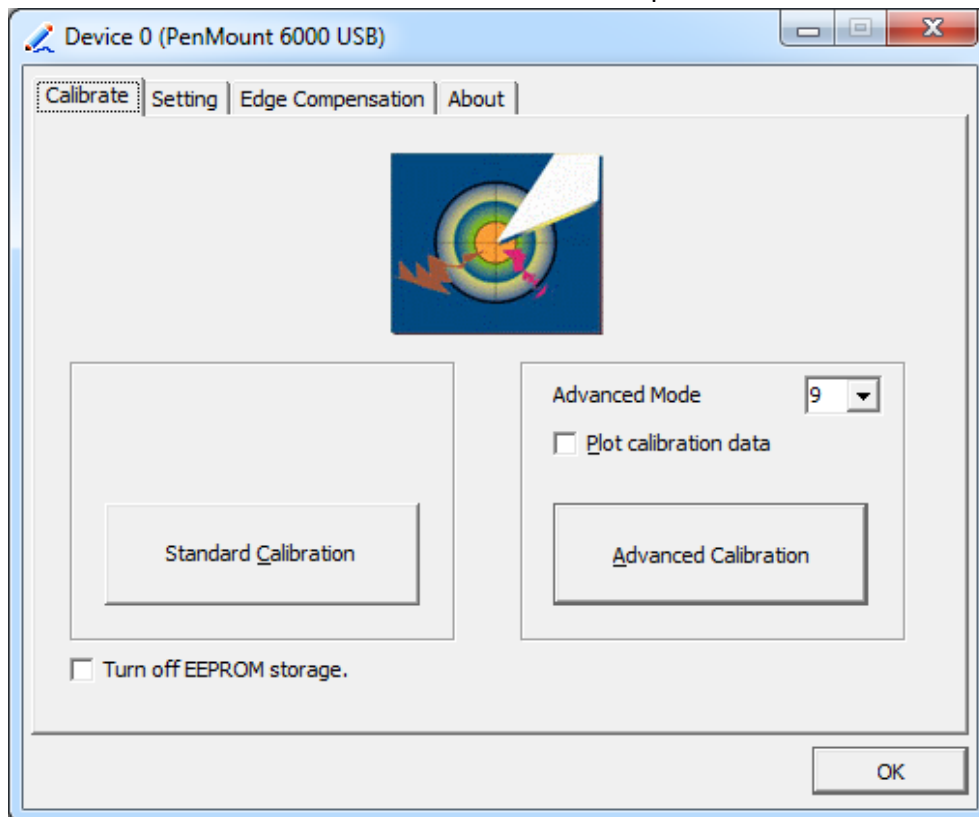 Device 0 (PenMount 6000 USB)
Calibrate Setting Edge Compensation About
Advanced Mode 9
Plot calibration data
Standard Calibration
Advanced Calibration
Turn off EEPROM storage.
OK